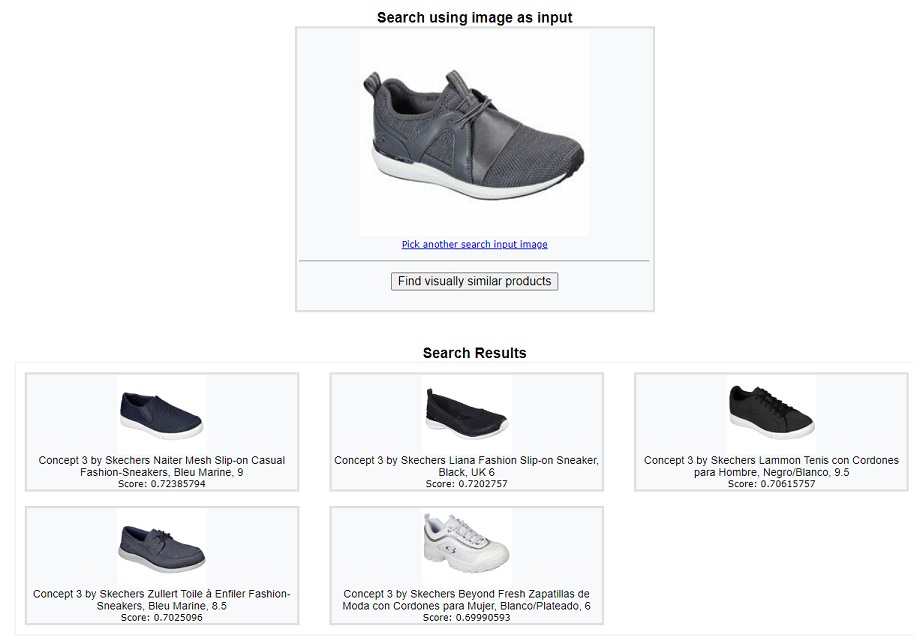 Search using image as input
Pick another search input image
Find visually similar products
Search Results
Concept 3 by Skechers Naiter Mesh Slip-on Casual
Fashion-Sneakers, Bleu Marine, 9
Score: 0.72385794
Concept 3 by Skechers Liana Fashion Slip-on Sneaker,
Black, UK 6
Score: 0.7202757
Concept 3 by Skechers Lammon Tenis con Cordones
para Hombre, Negro/Blanco, 9.5
Score: 0.70615757
Concept 3 by Skechers Zullert Toile à Enfiler Fashion-
Sneakers, Bleu Marine, 8.5
Score: 0.7025096
Concept 3 by Skechers Beyond Fresh Zapatillas de
Moda con Cordones para Mujer, Blanco/Plateado, 6
Score: 0.69990593